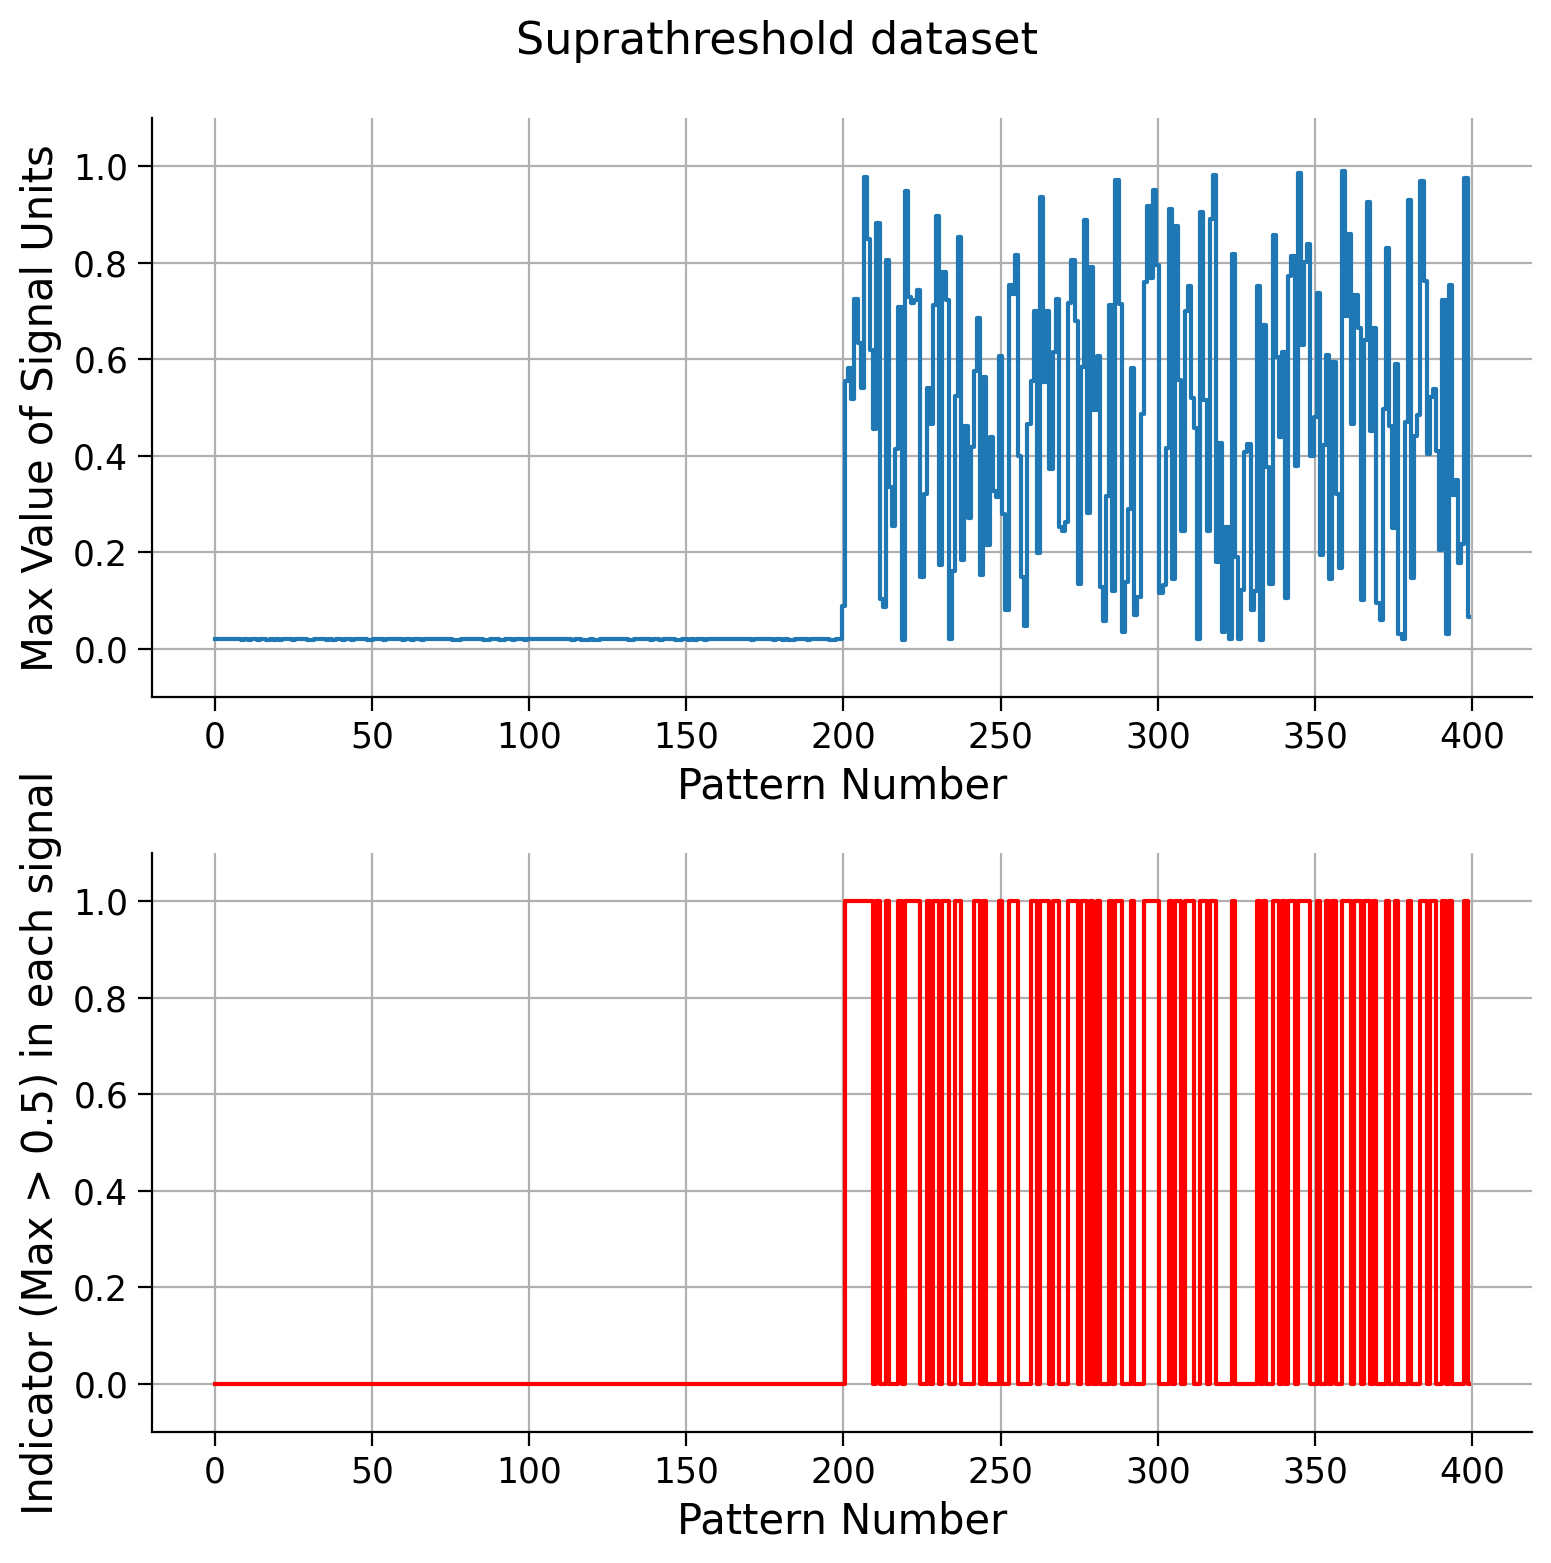 Suprathreshold dataset
Max Value of Signal Units
1.0
0.8
0.6
0.4
0.2
0.0
0 50 100 150 200 250 300 350 400
Pattern Number
Indicator (Max > 0.5) in each signal
1.0
0.8
0.6
0.4
0.2
0.0
0 50 100 150 200 250 300 350 400
Pattern Number